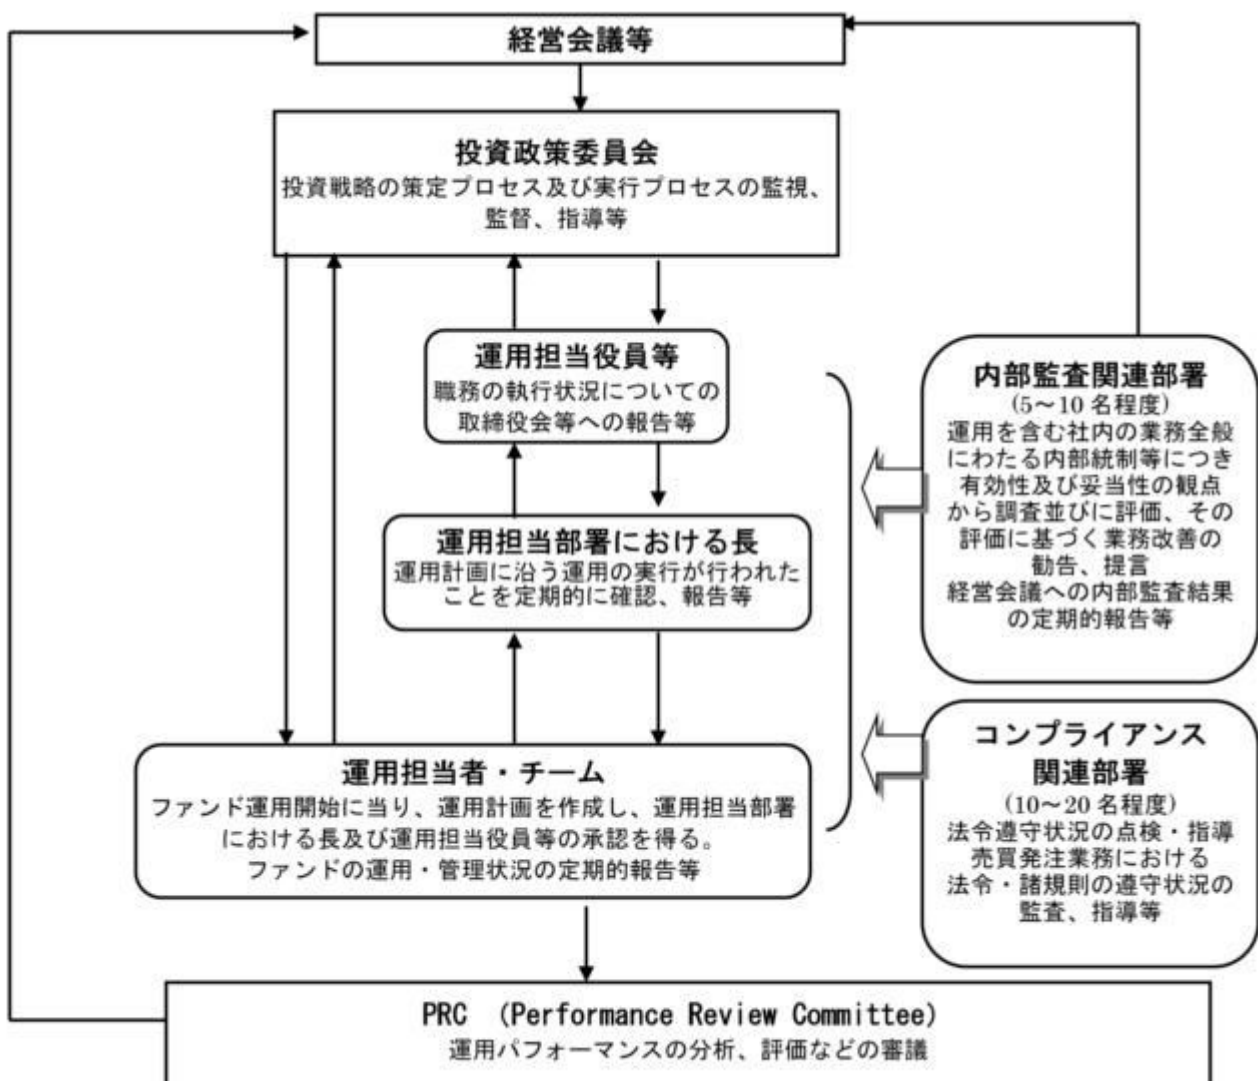 経営会議等
投資政策委員会
投資戦略の策定プロセス及び実行プロセスの監視、
監督、指導等
運用担当役員等
職務の執行状況についての
取締役会等への報告等
運用担当部署における長
運用計画に沿う運用の実行が行われた
ことを定期的に確認、報告等
運用担当者・チーム
ファンド運用開始に当り、運用計画を作成し、運用担当部署
における長及び運用担当役員等の承認を得る。
ファンドの運用・管理状況の定期的報告等
内部監査関連部署
(5～10 名程度)
運用を含む社内の業務全般
にわたる内部統制等につき
有効性及び妥当性の観点
から調査並びに評価、その
評価に基づく業務改善の
勧告、提言
経営会議への内部監査結果
の定期的報告等
コンプライアンス
関連部署
(10～20 名程度)
法令遵守状況の点検・指導
売買発注業務における
法令・諸規則の遵守状況の
監査、指導等
PRC （Performance Review Committee）
運用パフォーマンスの分析、評価などの審議